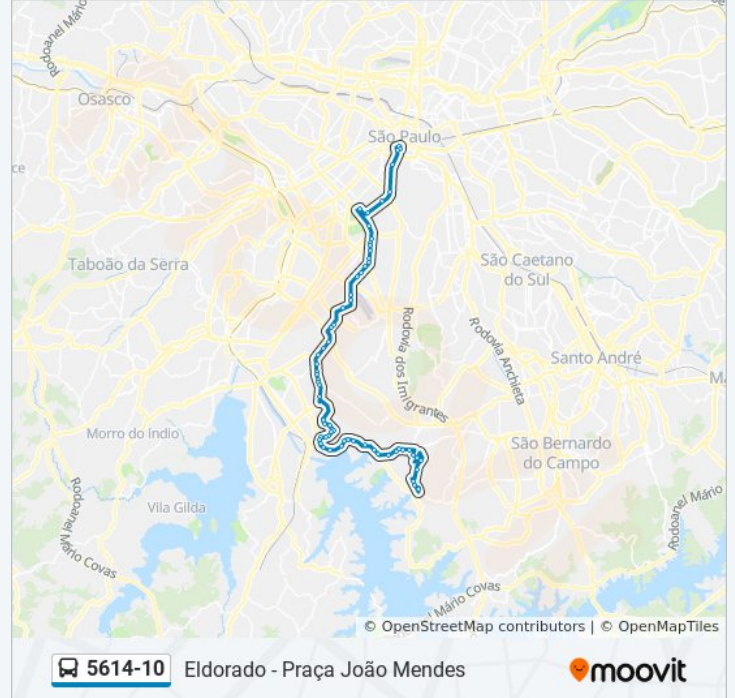 Rodoanel Mário
Osasco
São Paulo
ce
Taboão da Serra
São Caetano
do Sul
Rodovia dos Imigrantes
Rodovia Anchieta
Santo André
Ma
Morro do Índio
São Bernardo
do Campo
Rodoanel Mário Covas
Vila Gilda
Rodoanel Mário
Mário Covas
© OpenStreetMap contributors | © OpenMapTiles
5614-10 Eldorado - Praça João Mendes
moovit